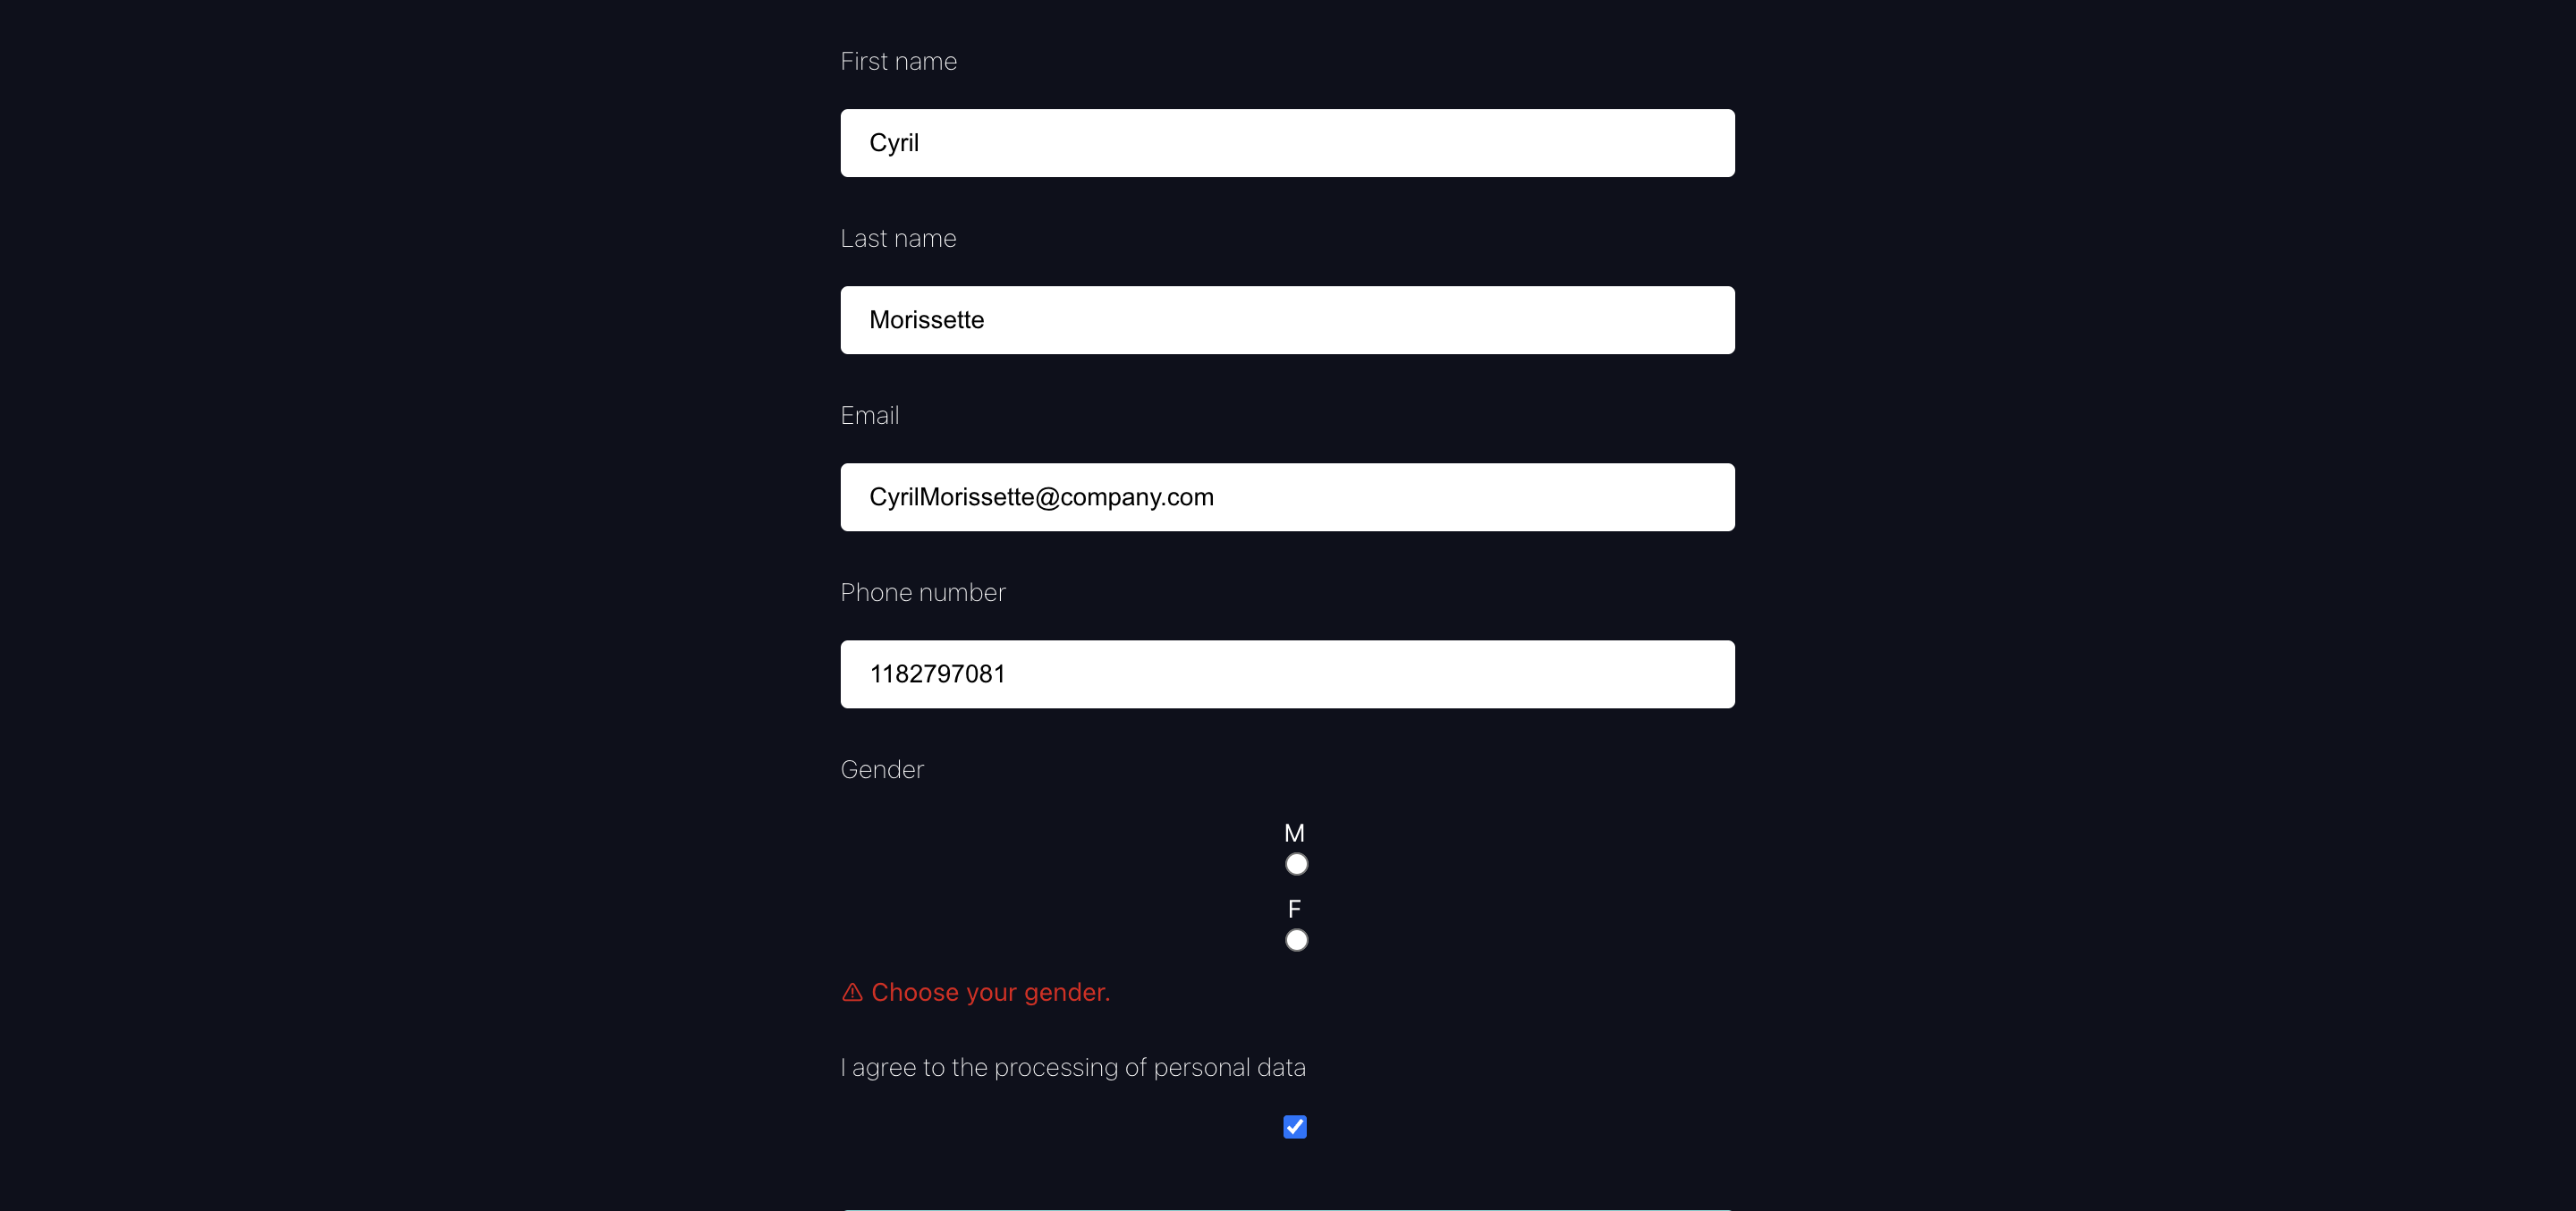 First name
Cyril
Last name
Morissette
Email
CyrilMorissette@company.com
Phone number
1182797081
Gender
M
F
Choose your gender.
I agree to the processing of personal data